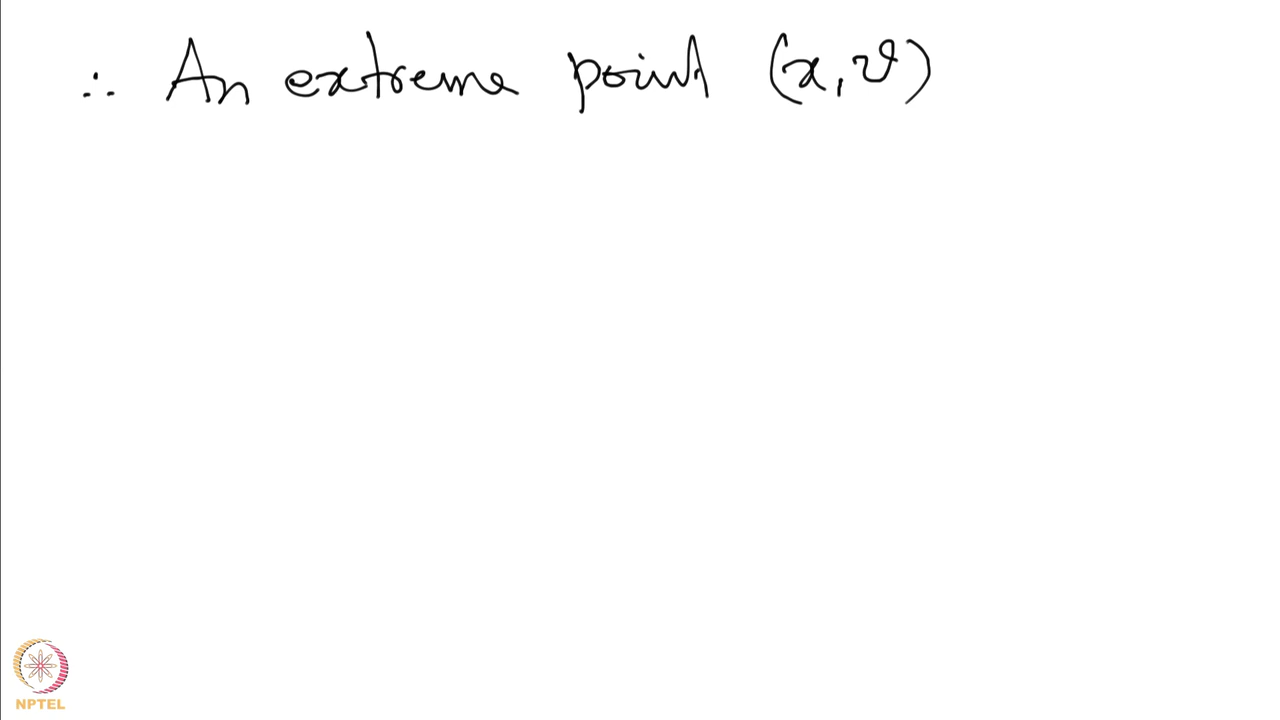 ∴ An extreme point (x, v)
NPTEL